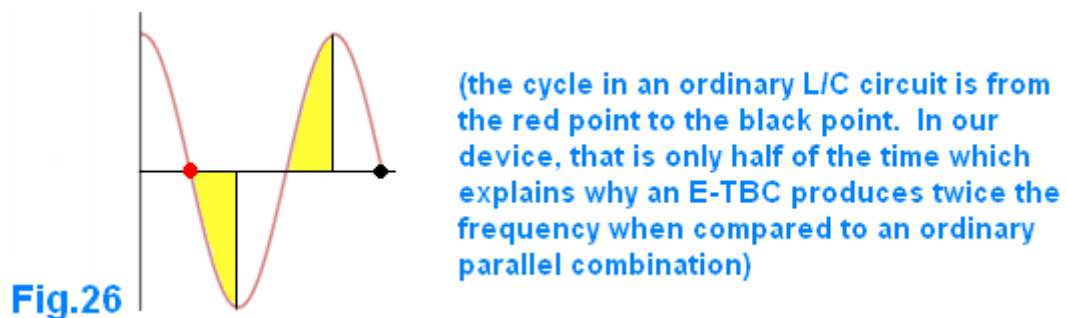 (the cycle in an ordinary L/C circuit is from
the red point to the black point.  In our
device, that is only half of the time which
explains why an E-TBC produces twice the
frequency when compared to an ordinary
parallel combination)
Fig.26